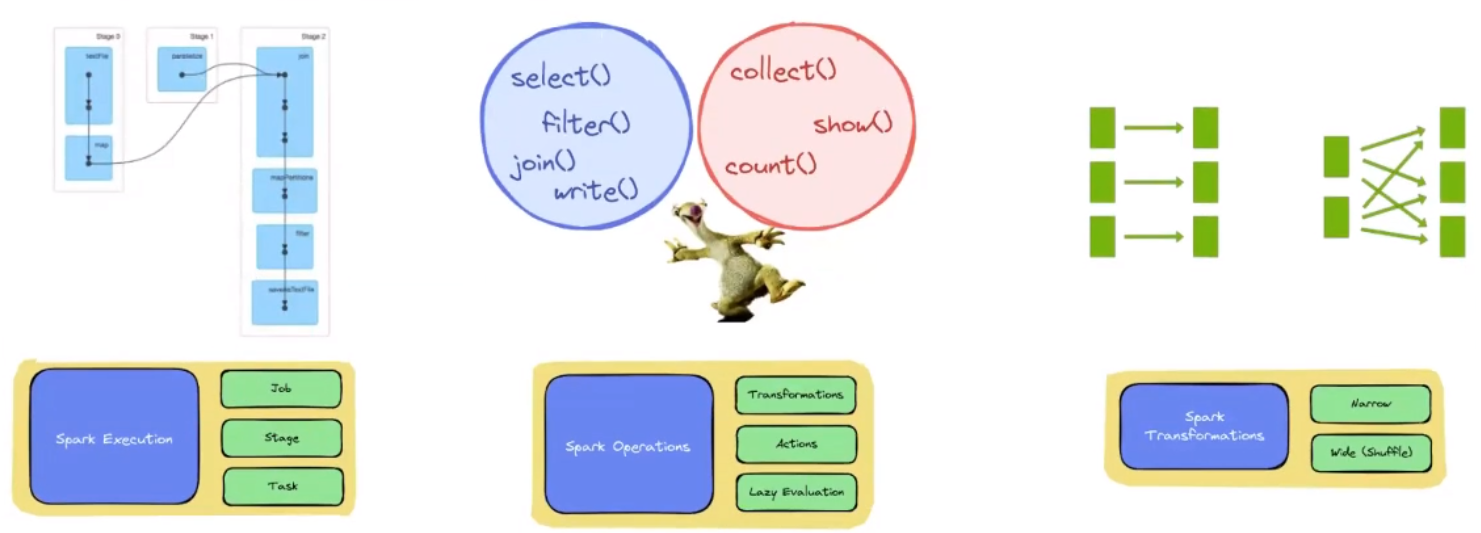 Stage 0
Stage 1
Stage 2
textFile
parallelize
join
map
mapPartitions
filter
saveAsTextFile
select()
filter()
join()
write()
collect()
show()
count()
Spark Execution
Job
Stage
Task
Spark Operations
Transformations
Actions
Lazy Evaluation
Spark
Transformations
Narrow
Wide (Shuffle)